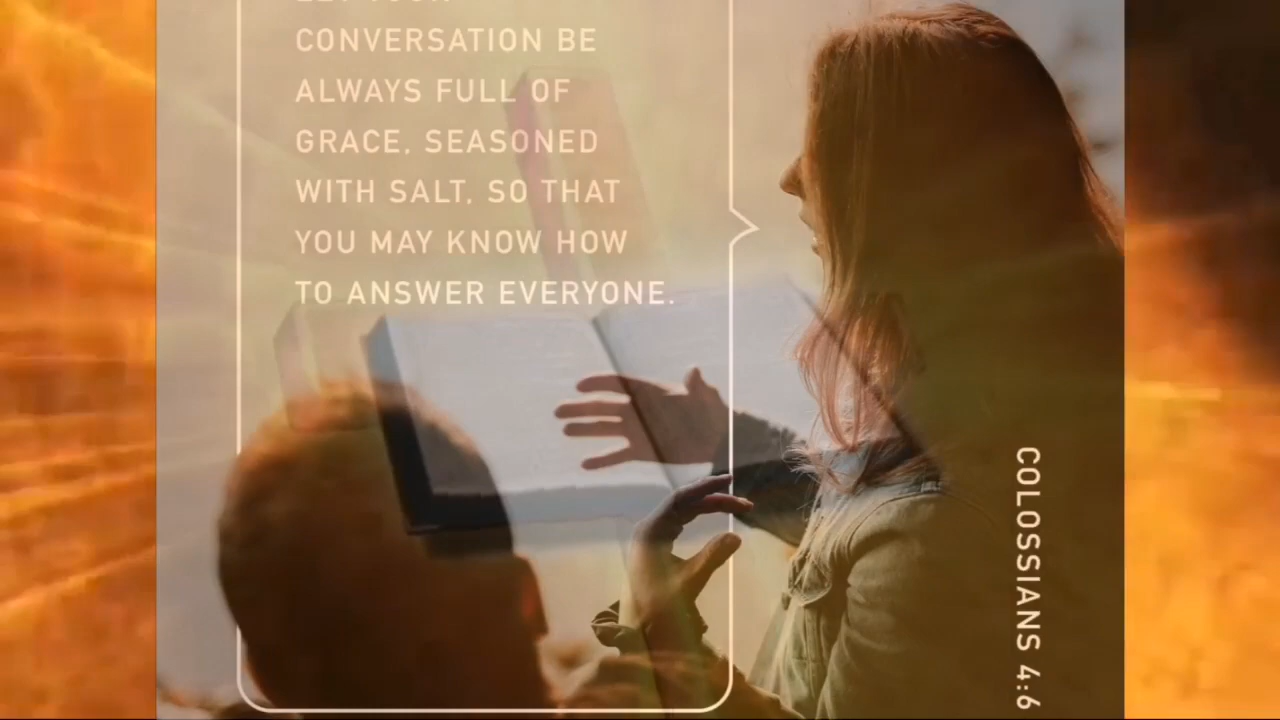 CONVERSATION BE
ALWAYS FULL OF
GRACE, SEASONED
WITH SALT, SO THAT
YOU MAY KNOW HOW
TO ANSWER EVERYONE.
COLOSSIANS 4:6